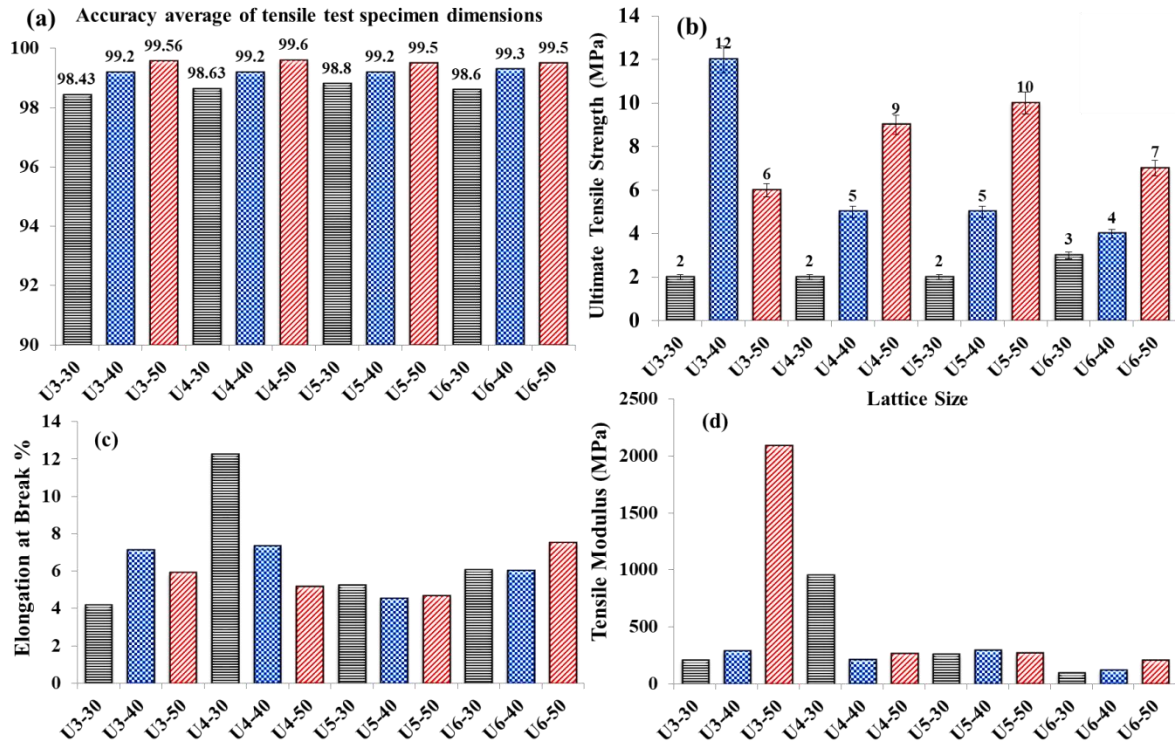 (a) Accuracy average of tensile test specimen dimensions
100
98
96
94
92
90
98.43
99.2
99.56
98.63
99.2
99.6
98.8
99.2
99.5
98.6
99.3
99.5
U3-30
U3-40
U3-50
U4-30
U4-40
U4-50
U5-30
U5-40
U5-50
U6-30
U6-40
U6-50
(b)
Ultimate Tensile Strength (MPa)
14
12
10
8
6
4
2
0
2
12
6
2
5
9
2
5
10
3
4
7
U3-30
U3-40
U3-50
U4-30
U4-40
U4-50
U5-30
U5-40
U5-50
U6-30
U6-40
U6-50
Lattice Size
(c)
Elongation at Break %
14
12
10
8
6
4
2
0
U3-30
U3-40
U3-50
U4-30
U4-40
U4-50
U5-30
U5-40
U5-50
U6-30
U6-40
U6-50
(d)
Tensile Modulus (MPa)
2500
2000
1500
1000
500
0
U3-30
U3-40
U3-50
U4-30
U4-40
U4-50
U5-30
U5-40
U5-50
U6-30
U6-40
U6-50